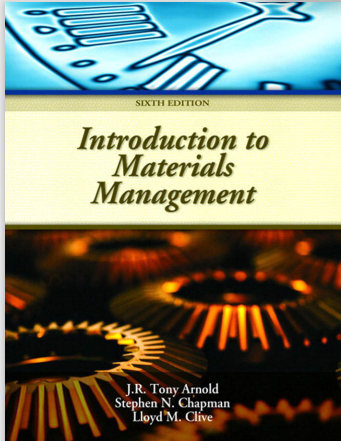 SIXTH EDITION
Introduction to
Materials
Management
J.R. Tony Arnold
Stephen N. Chapman
Lloyd M. Clive